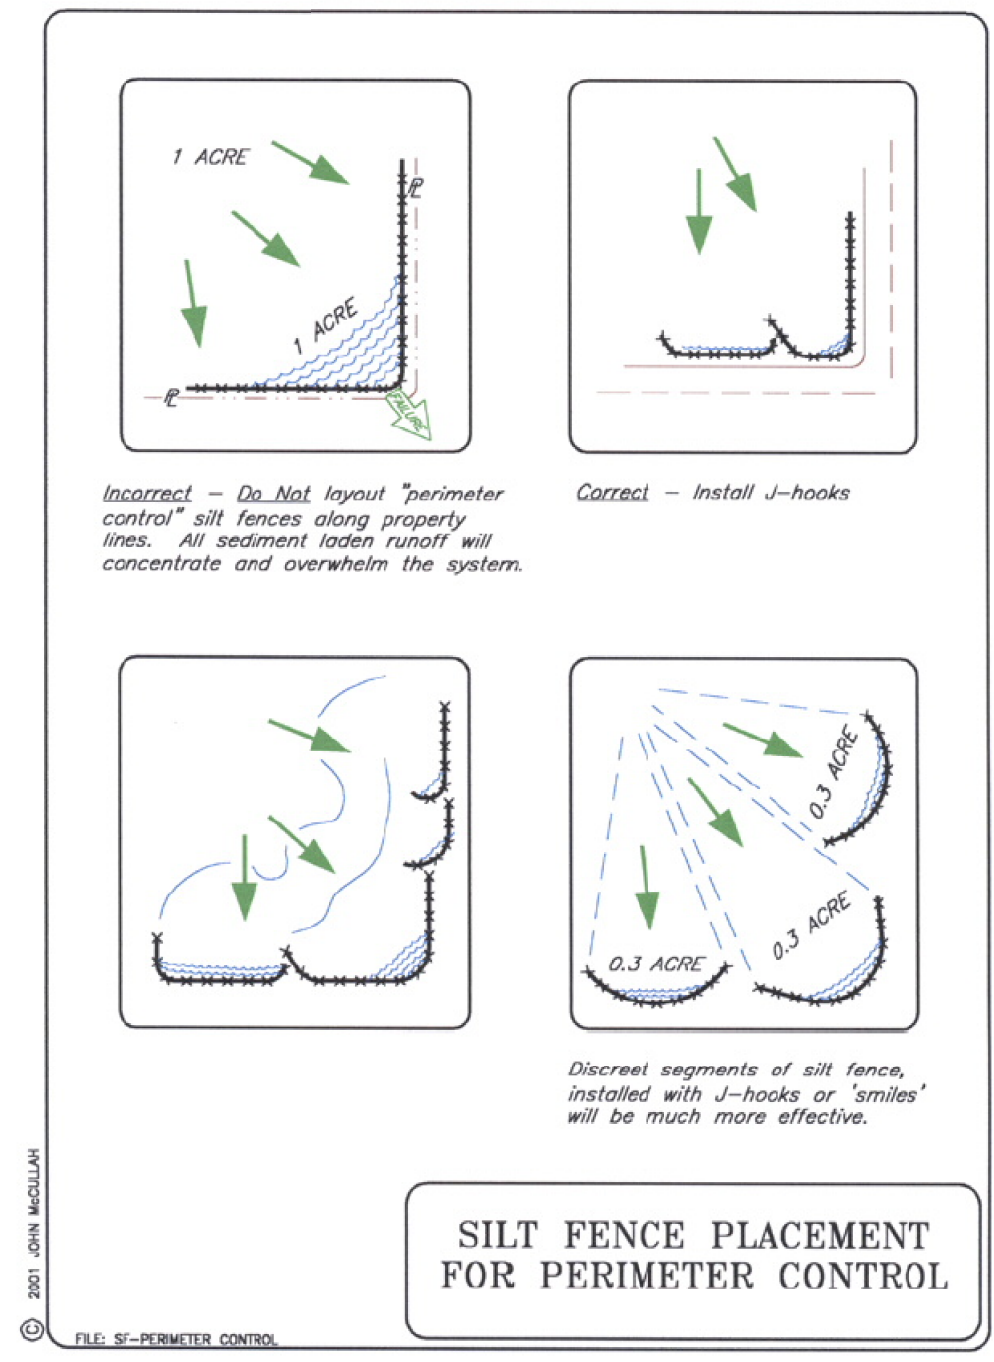 1 ACRE
PL
1 ACRE
PL
FAILURE
Incorrect – Do Not layout "perimeter
control" silt fences along property
lines. All sediment laden runoff will
concentrate and overwhelm the system.
Correct – Install J-hooks
0.3 ACRE
0.3 ACRE
0.3 ACRE
Discreet segments of silt fence,
installed with J-hooks or 'smiles'
will be much more effective.
SILT FENCE PLACEMENT
FOR PERIMETER CONTROL
© 2001 JOHN McCULLAH
FILE: SF-PERIMETER CONTROL